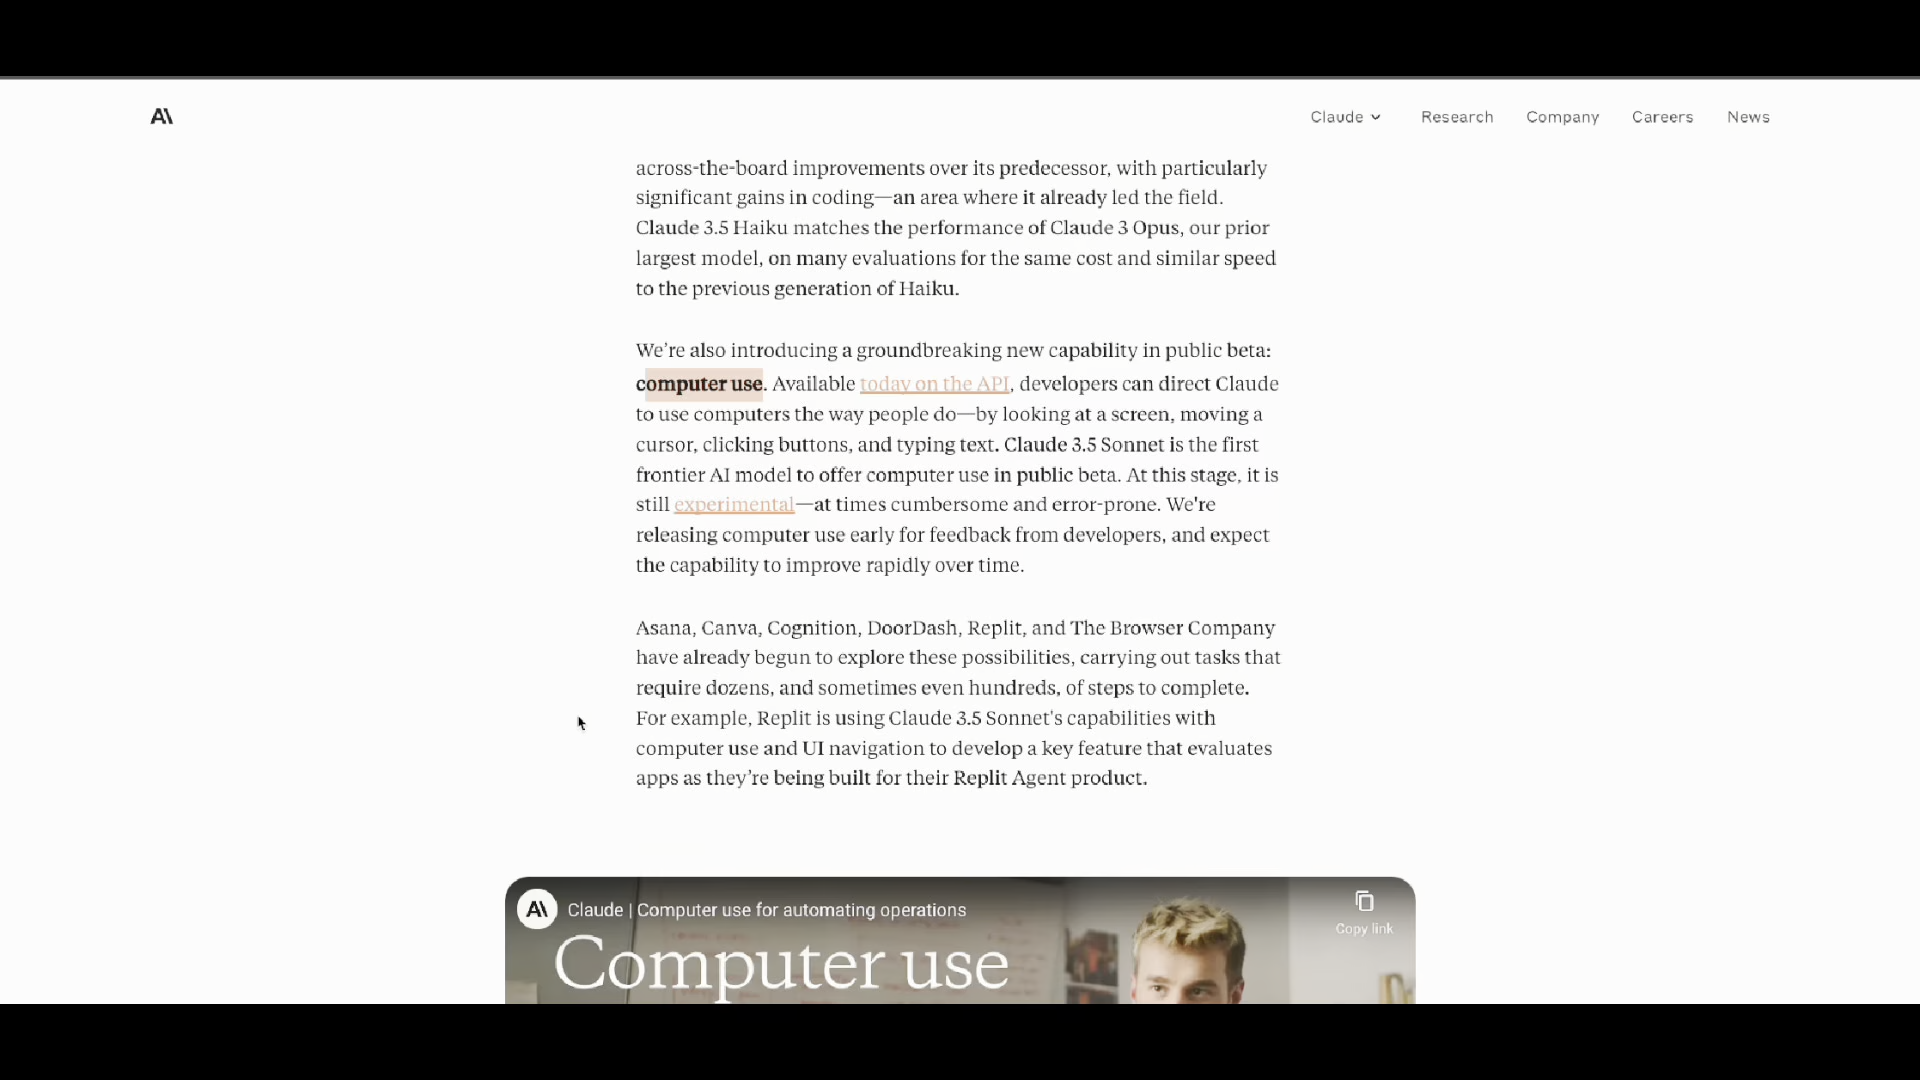 A\
Claude
Research
Company
Careers
News
across-the-board improvements over its predecessor, with particularly
significant gains in coding—an area where it already led the field.
Claude 3.5 Haiku matches the performance of Claude 3 Opus, our prior
largest model, on many evaluations for the same cost and similar speed
to the previous generation of Haiku.
We’re also introducing a groundbreaking new capability in public beta:
computer use. Available today on the API, developers can direct Claude
to use computers the way people do—by looking at a screen, moving a
cursor, clicking buttons, and typing text. Claude 3.5 Sonnet is the first
frontier AI model to offer computer use in public beta. At this stage, it is
still experimental—at times cumbersome and error-prone. We're
releasing computer use early for feedback from developers, and expect
the capability to improve rapidly over time.
Asana, Canva, Cognition, DoorDash, Replit, and The Browser Company
have already begun to explore these possibilities, carrying out tasks that
require dozens, and sometimes even hundreds, of steps to complete.
For example, Replit is using Claude 3.5 Sonnet's capabilities with
computer use and UI navigation to develop a key feature that evaluates
apps as they’re being built for their Replit Agent product.
A\
Claude | Computer use for automating operations
Copy link
Computer use